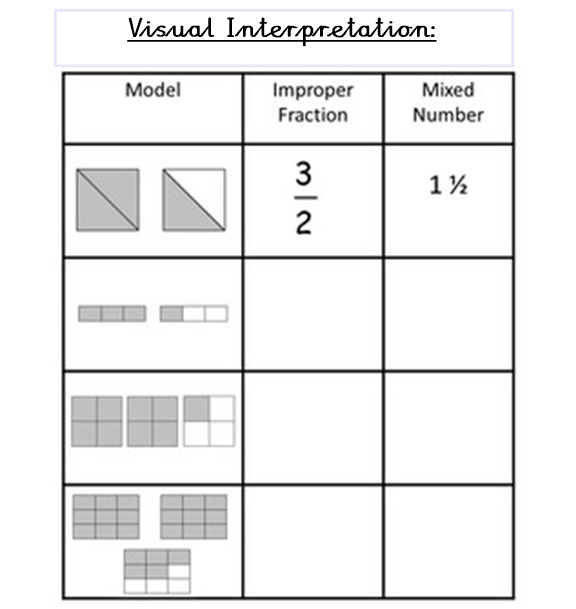 Visual Interpretation:
Model
Improper
Fraction
Mixed
Number
3
2
1 ½